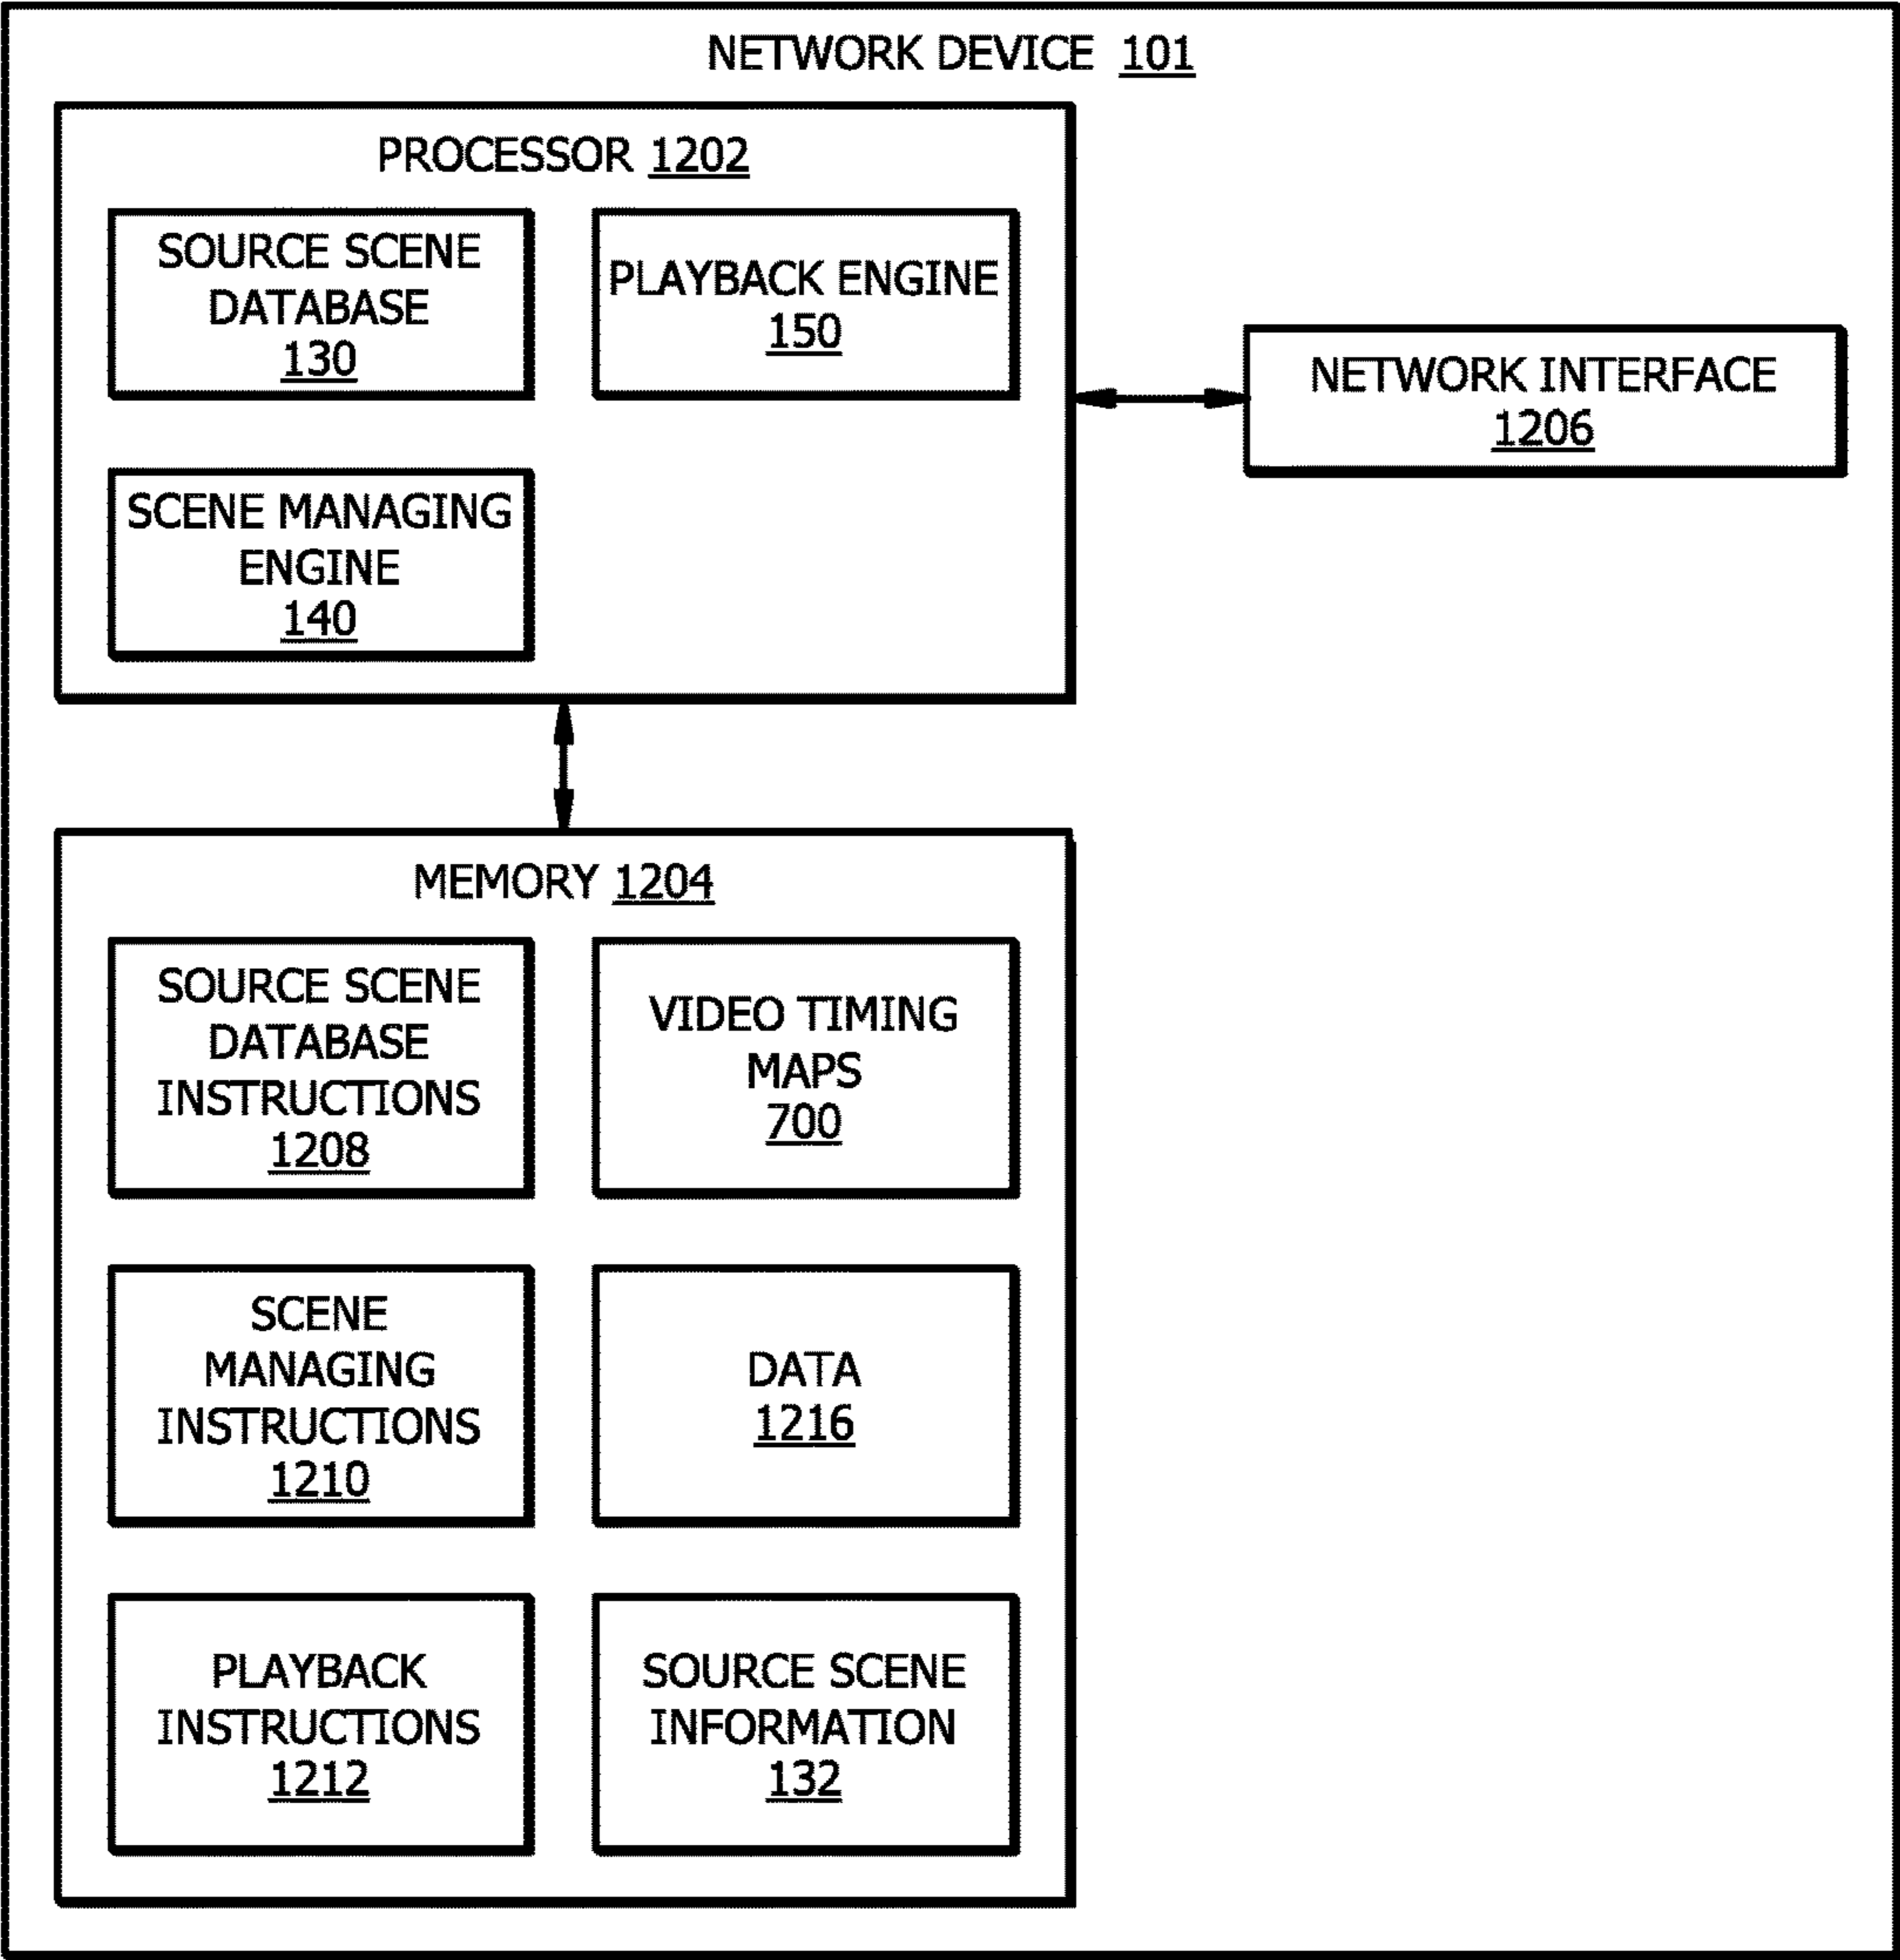 NETWORK DEVICE 101
PROCESSOR 1202
SOURCE SCENE
DATABASE
130
PLAYBACK ENGINE
150
SCENE MANAGING
ENGINE
140
NETWORK INTERFACE
1206
MEMORY 1204
SOURCE SCENE
DATABASE
INSTRUCTIONS
1208
VIDEO TIMING
MAPS
700
SCENE
MANAGING
INSTRUCTIONS
1210
DATA
1216
PLAYBACK
INSTRUCTIONS
1212
SOURCE SCENE
INFORMATION
132